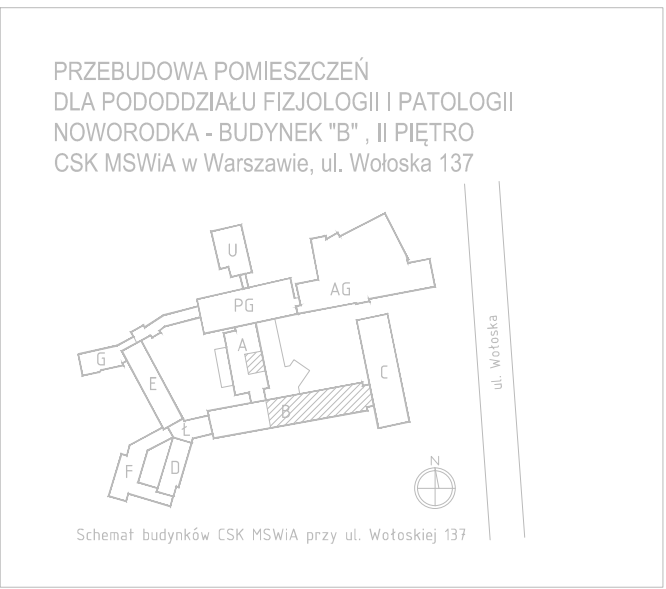 PRZEBUDOWA POMIESZCZEŃ
DLA PODODDZIAŁU FIZJOLOGII I PATOLOGII
NOWORODKA - BUDYNEK "B" , II PIĘTRO
CSK MSWiA w Warszawie, ul. Wołoska 137
U
PG
AG
A
G
E
C
B
Ł
F
D
ul. Wołoska
N
Schemat budynków CSK MSWiA przy ul. Wołoskiej 137